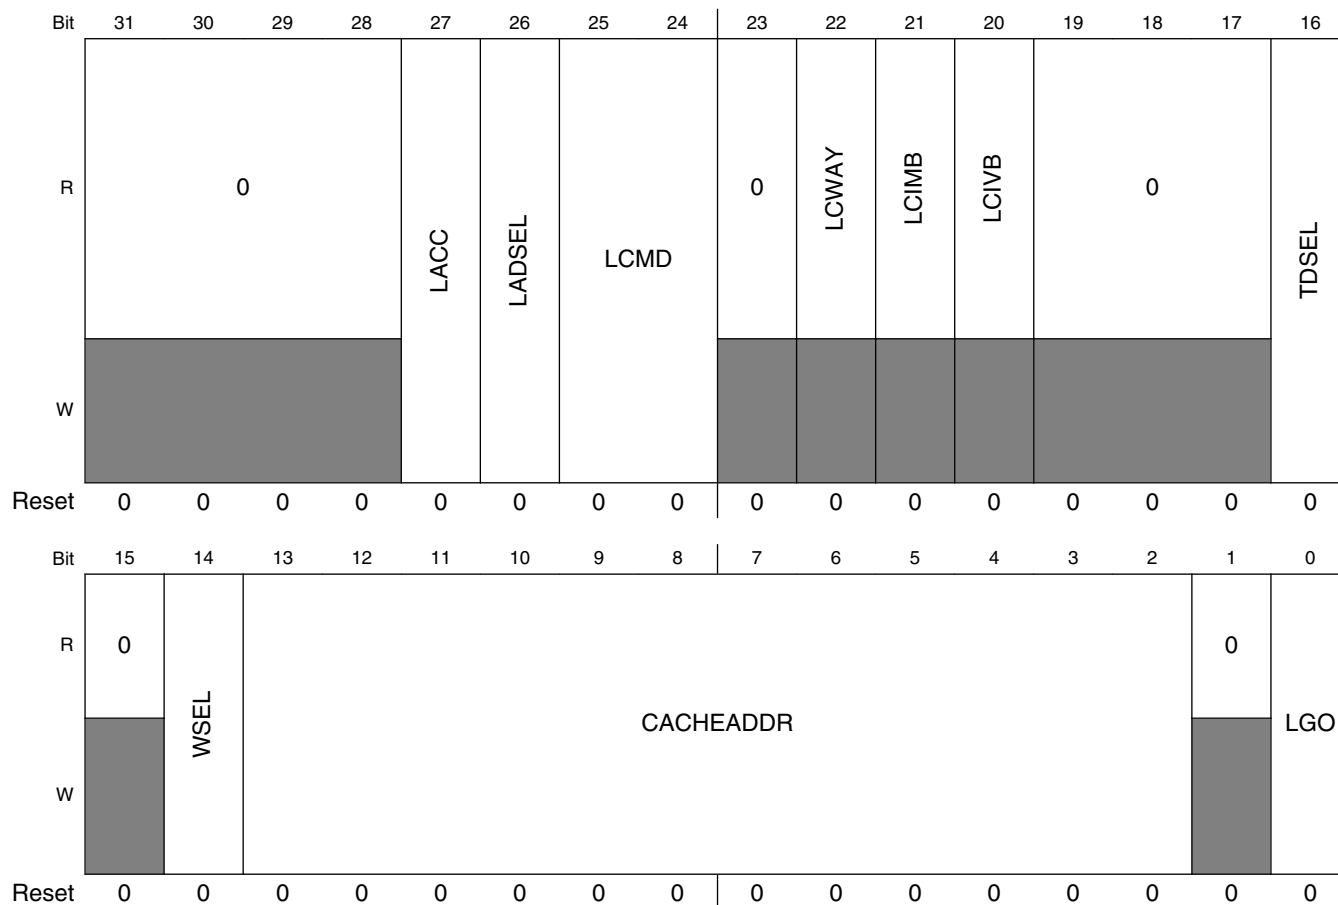 Bit 31 30 29 28 27 26 25 24 23 22 21 20 19 18 17 16
R 0 LACC LADSEL LCMD 0 LCWAY LCIMB LCIVB 0 TDSEL
W
Reset 0 0 0 0 0 0 0 0 0 0 0 0 0 0 0 0
Bit 15 14 13 12 11 10 9 8 7 6 5 4 3 2 1 0
R 0 WSEL CACHEADDR 0 LGO
W
Reset 0 0 0 0 0 0 0 0 0 0 0 0 0 0 0 0